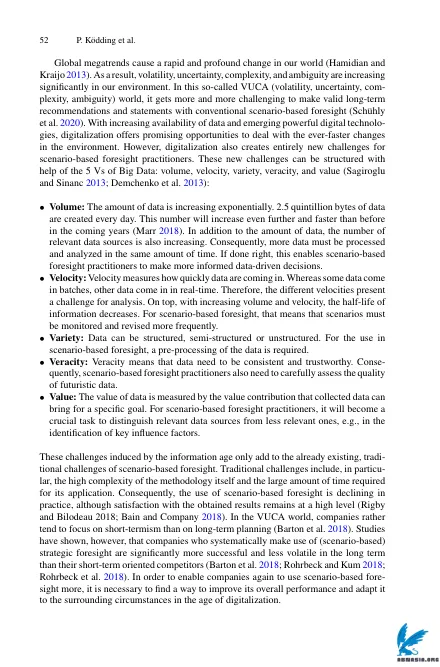 52 P. Ködding et al.
Global megatrends cause a rapid and profound change in our world (Hamidian and
Kraijo 2013). As a result, volatility, uncertainty, complexity, and ambiguity are increasing
significantly in our environment. In this so-called VUCA (volatility, uncertainty, com-
plexity, ambiguity) world, it gets more and more challenging to make valid long-term
recommendations and statements with conventional scenario-based foresight (Schühly
et al. 2020). With increasing availability of data and emerging powerful digital technolo-
gies, digitalization offers promising opportunities to deal with the ever-faster changes
in the environment. However, digitalization also creates entirely new challenges for
scenario-based foresight practitioners. These new challenges can be structured with
help of the 5 Vs of Big Data: volume, velocity, variety, veracity, and value (Sagiroglu
and Sinanc 2013; Demchenko et al. 2013):
• Volume: The amount of data is increasing exponentially. 2.5 quintillion bytes of data
are created every day. This number will increase even further and faster than before
in the coming years (Marr 2018). In addition to the amount of data, the number of
relevant data sources is also increasing. Consequently, more data must be processed
and analyzed in the same amount of time. If done right, this enables scenario-based
foresight practitioners to make more informed data-driven decisions.
• Velocity: Velocity measures how quickly data are coming in. Whereas some data come
in batches, other data come in in real-time. Therefore, the different velocities present
a challenge for analysis. On top, with increasing volume and velocity, the half-life of
information decreases. For scenario-based foresight, that means that scenarios must
be monitored and revised more frequently.
• Variety: Data can be structured, semi-structured or unstructured. For the use in
scenario-based foresight, a pre-processing of the data is required.
• Veracity: Veracity means that data need to be consistent and trustworthy. Conse-
quently, scenario-based foresight practitioners also need to carefully assess the quality
of futuristic data.
• Value: The value of data is measured by the value contribution that collected data can
bring for a specific goal. For scenario-based foresight practitioners, it will become a
crucial task to distinguish relevant data sources from less relevant ones, e.g., in the
identification of key influence factors.
These challenges induced by the information age only add to the already existing, tradi-
tional challenges of scenario-based foresight. Traditional challenges include, in particu-
lar, the high complexity of the methodology itself and the large amount of time required
for its application. Consequently, the use of scenario-based foresight is declining in
practice, although satisfaction with the obtained results remains at a high level (Rigby
and Bilodeau 2018; Bain and Company 2018). In the VUCA world, companies rather
tend to focus on short-termism than on long-term planning (Barton et al. 2018). Studies
have shown, however, that companies who systematically make use of (scenario-based)
strategic foresight are significantly more successful and less volatile in the long term
than their short-term oriented competitors (Barton et al. 2018; Rohrbeck and Kum 2018;
Rohrbeck et al. 2018). In order to enable companies again to use scenario-based fore-
sight more, it is necessary to find a way to improve its overall performance and adapt it
to the surrounding circumstances in the age of digitalization.